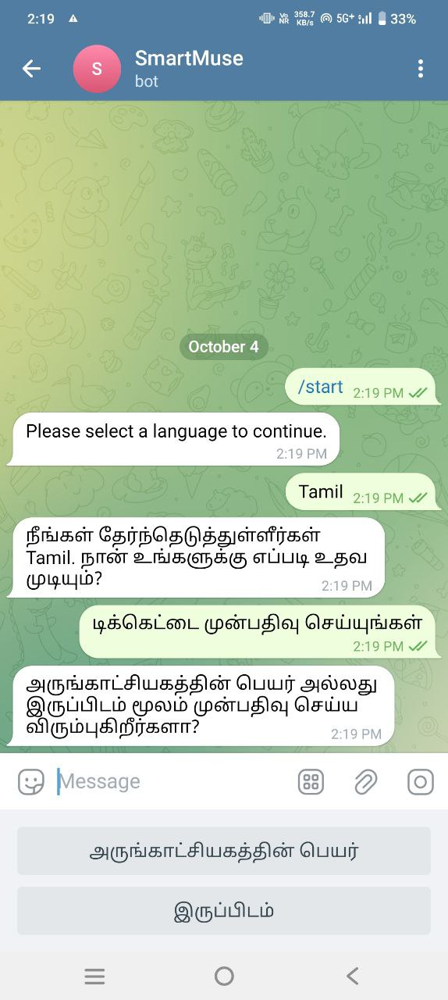 2:19 VO NR 358.7 KB/s 5G+ 33%
S
SmartMuse
bot
October 4
/start 2:19 PM
Please select a language to continue.
2:19 PM
Tamil 2:19 PM
நீங்கள் தேர்ந்தெடுத்துள்ளீர்கள்
Tamil. நான் உங்களுக்கு எப்படி உதவ
முடியும்?
2:19 PM
டிக்கெட்டை முன்பதிவு செய்யுங்கள்
2:19 PM
அருங்காட்சியகத்தின் பெயர் அல்லது
இருப்பிடம் மூலம் முன்பதிவு செய்ய
விரும்புகிறீர்களா?
2:19 PM
Message
அருங்காட்சியகத்தின் பெயர்
இருப்பிடம்